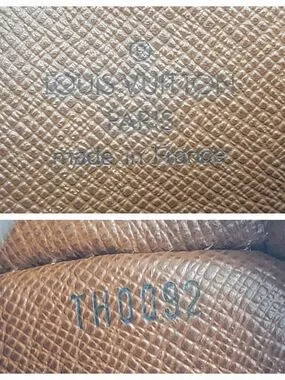 ®
LOUIS VUITTON
PARIS
made in France
TH0092